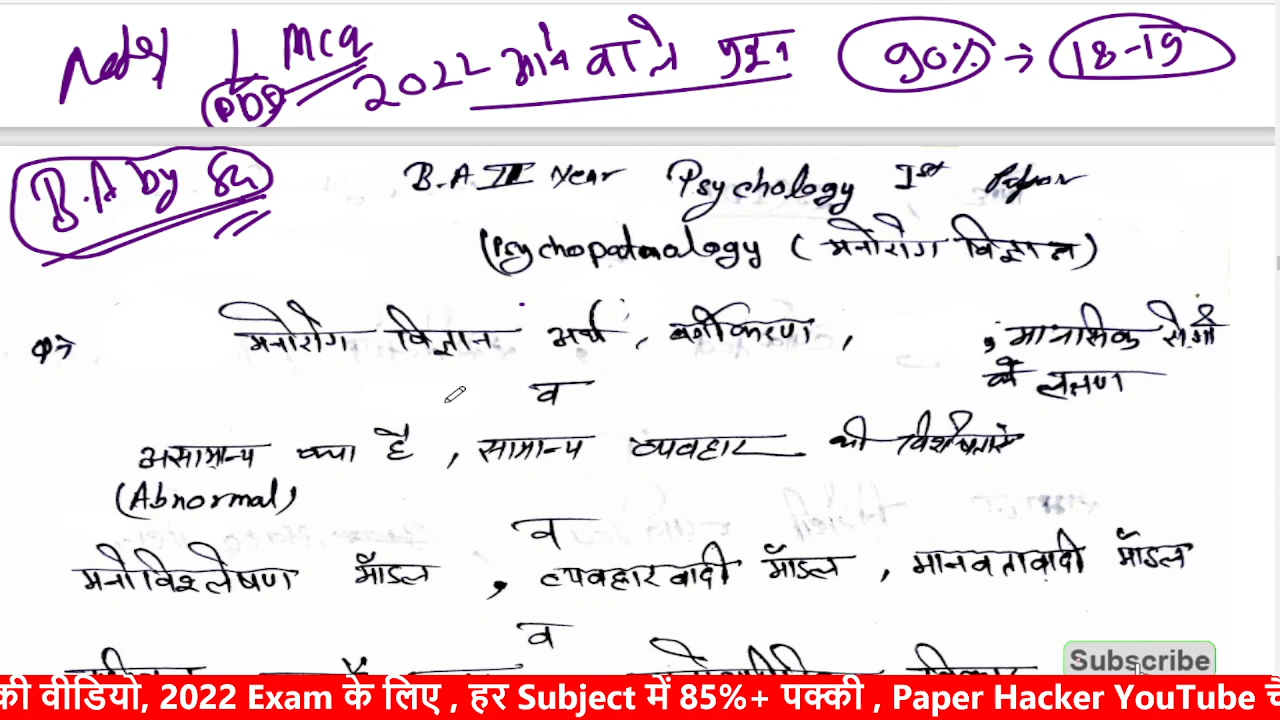 Notes MCQ 2022 आने वाले प्रश्न 90% → 18-19
PDF
B.A by Sir
B.A II Year Psychology Ist Paper
(Psychopathology (मनोरोग विज्ञान)
मनोरोग विज्ञान अर्थ, वर्गीकरण, , मानसिक रोगी
के लक्षण
व
असामान्य क्या है, सामान्य व्यवहार की विशेषताएं
(Abnormal)
व
मनोविश्लेषण मॉडल, व्यवहारवादी मॉडल, मानवतावादी मॉडल
व
Subscribe
की वीडियो, 2022 Exam के लिए , हर Subject में 85%+ पक्की , Paper Hacker YouTube